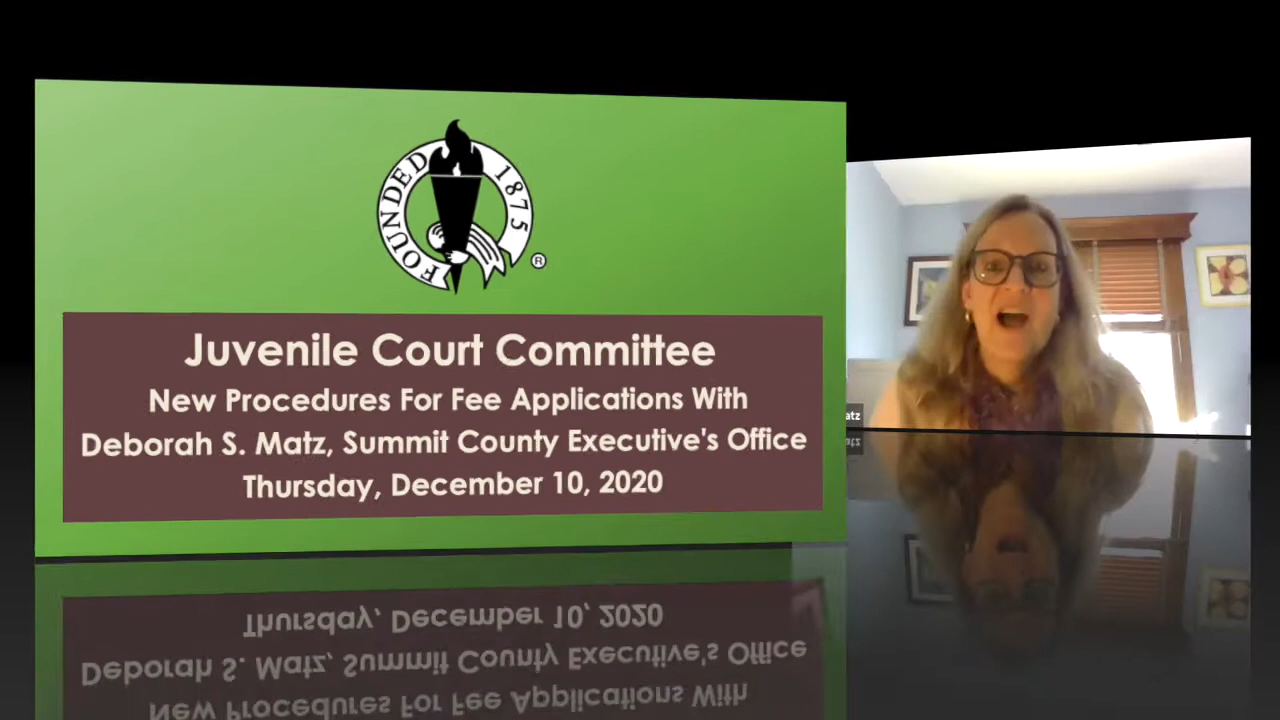 FOUNDED 1875
®
Juvenile Court Committee
New Procedures For Fee Applications With
Deborah S. Matz, Summit County Executive's Office
Thursday, December 10, 2020
atz